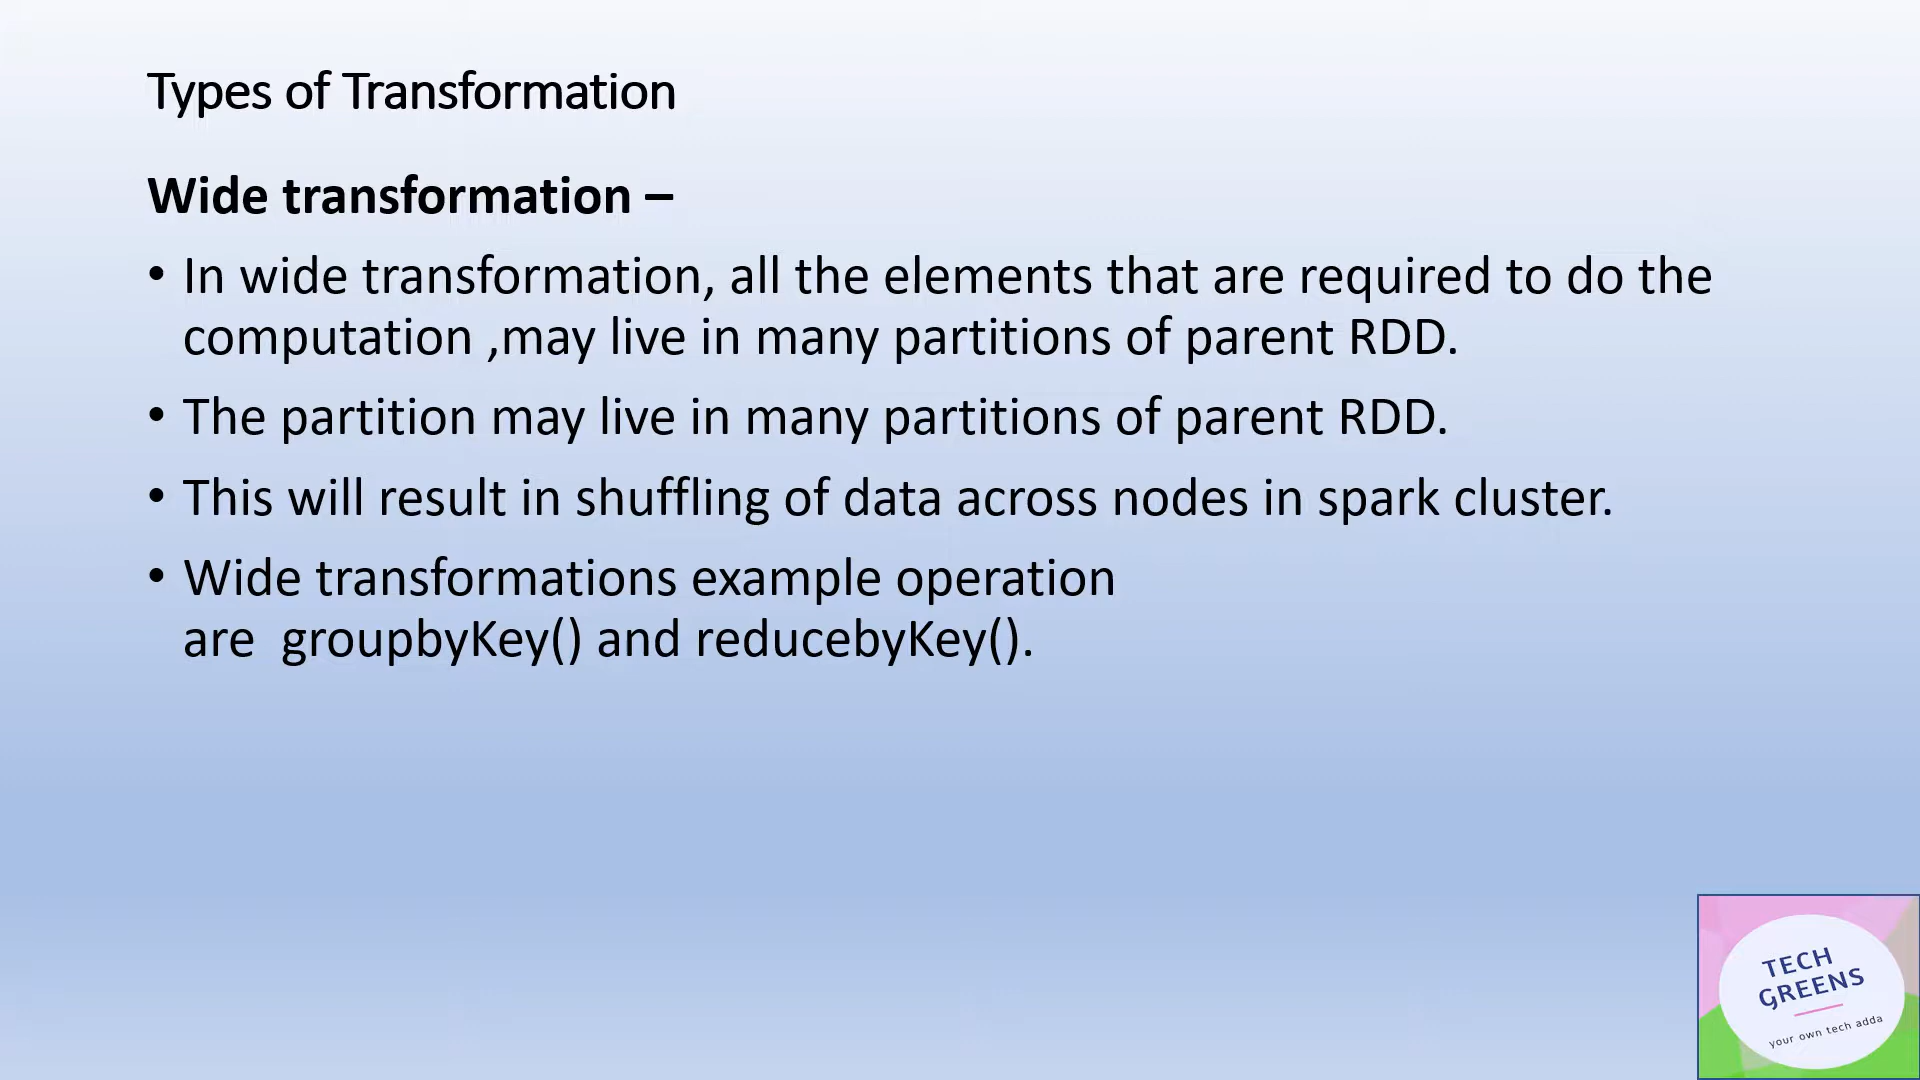 Types of Transformation
Wide transformation –
• In wide transformation, all the elements that are required to do the
computation ,may live in many partitions of parent RDD.
• The partition may live in many partitions of parent RDD.
• This will result in shuffling of data across nodes in spark cluster.
• Wide transformations example operation
are  groupbyKey() and reducebyKey().
TECH
GREENS
your own tech adda